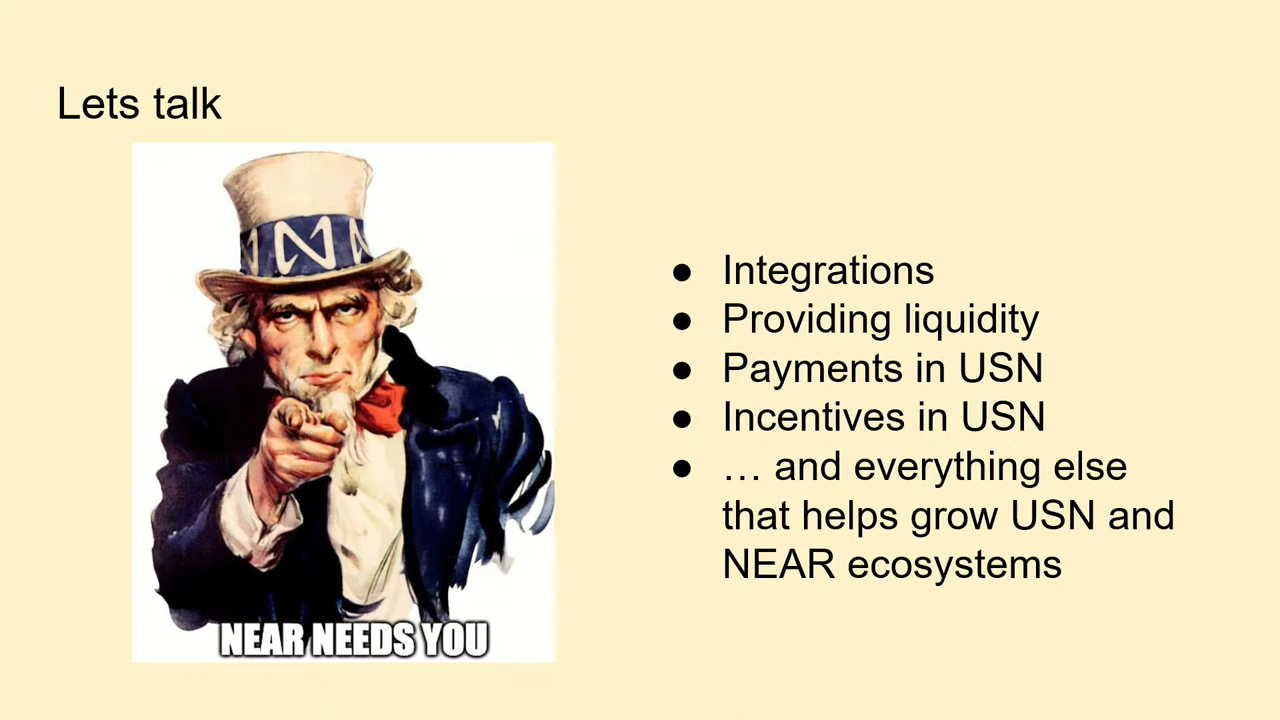 Lets talk
NEAR NEEDS YOU
● Integrations
● Providing liquidity
● Payments in USN
● Incentives in USN
● … and everything else
that helps grow USN and
NEAR ecosystems